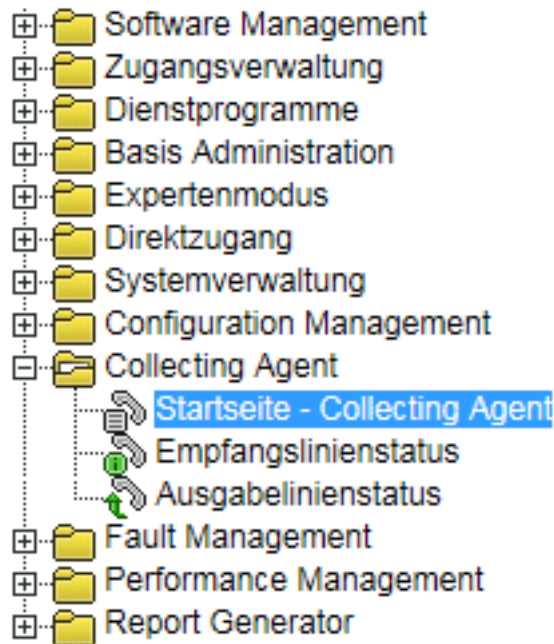 Software Management
Zugangsverwaltung
Dienstprogramme
Basis Administration
Expertenmodus
Direktzugang
Systemverwaltung
Configuration Management
Collecting Agent
Startseite - Collecting Agent
Empfangslinienstatus
Ausgabelinienstatus
Fault Management
Performance Management
Report Generator